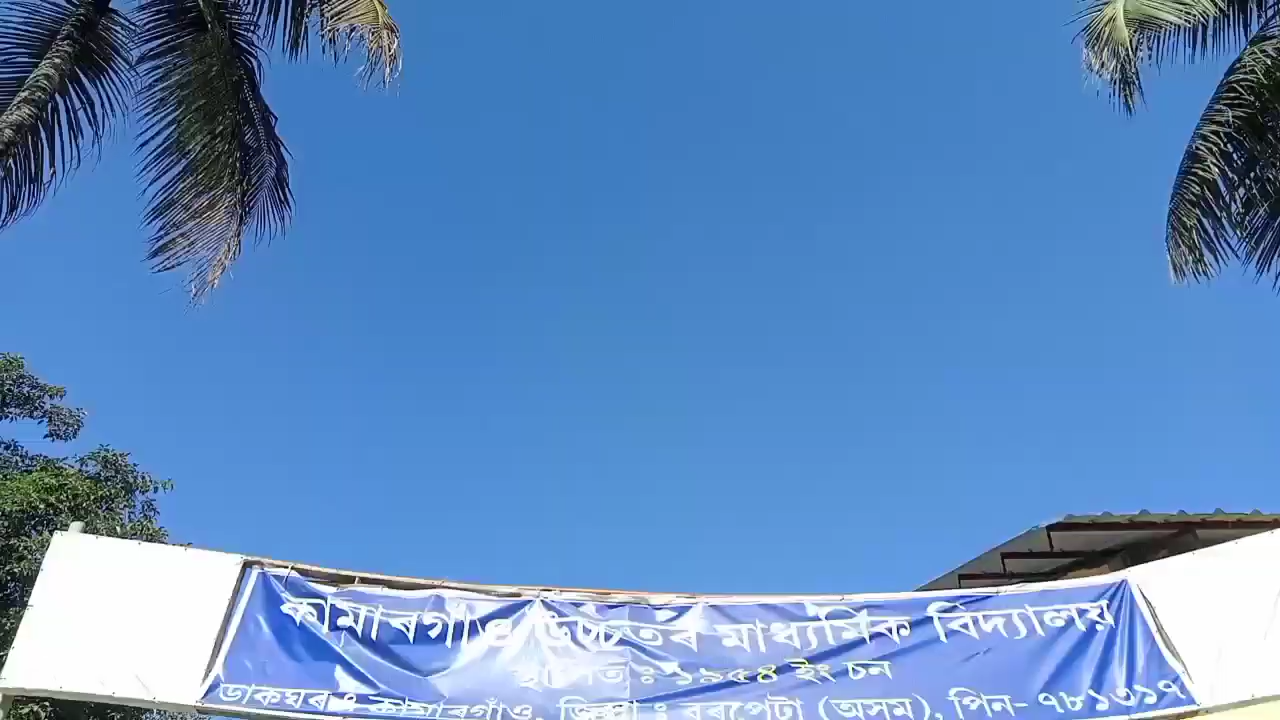 কামাৰগাঁও উচ্চতৰ মাধ্যমিক বিদ্যালয়
স্থাপিত : ১৯৫৪ ইং চন
ডাকঘৰ : কামাৰগাঁও, জিলা : বৰপেটা (অসম), পিন- ৭৮১৩১৭